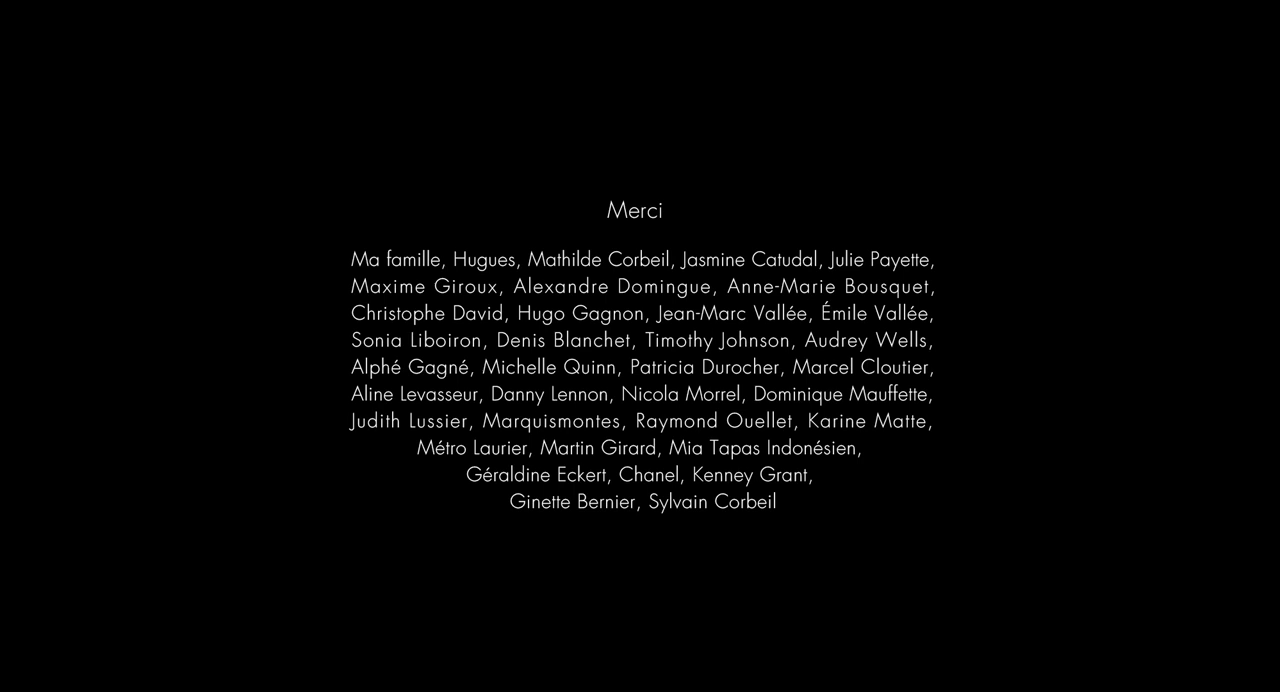 Merci
Ma famille, Hugues, Mathilde Corbeil, Jasmine Catudal, Julie Payette,
Maxime Giroux, Alexandre Domingue, Anne-Marie Bousquet,
Christophe David, Hugo Gagnon, Jean-Marc Vallée, Émile Vallée,
Sonia Liboiron, Denis Blanchet, Timothy Johnson, Audrey Wells,
Alphé Gagné, Michelle Quinn, Patricia Durocher, Marcel Cloutier,
Aline Levasseur, Danny Lennon, Nicola Morrel, Dominique Mauffette,
Judith Lussier, Marquismontes, Raymond Ouellet, Karine Matte,
Métro Laurier, Martin Girard, Mia Tapas Indonésien,
Géraldine Eckert, Chanel, Kenney Grant,
Ginette Bernier, Sylvain Corbeil